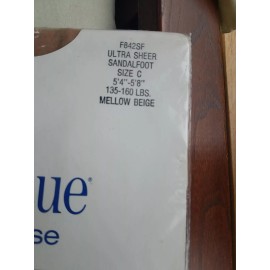 F842SF
ULTRA SHEER
SANDALFOOT
SIZE C
5'4"-5'8"
135-160 LBS.
MELLOW BEIGE
ue
se